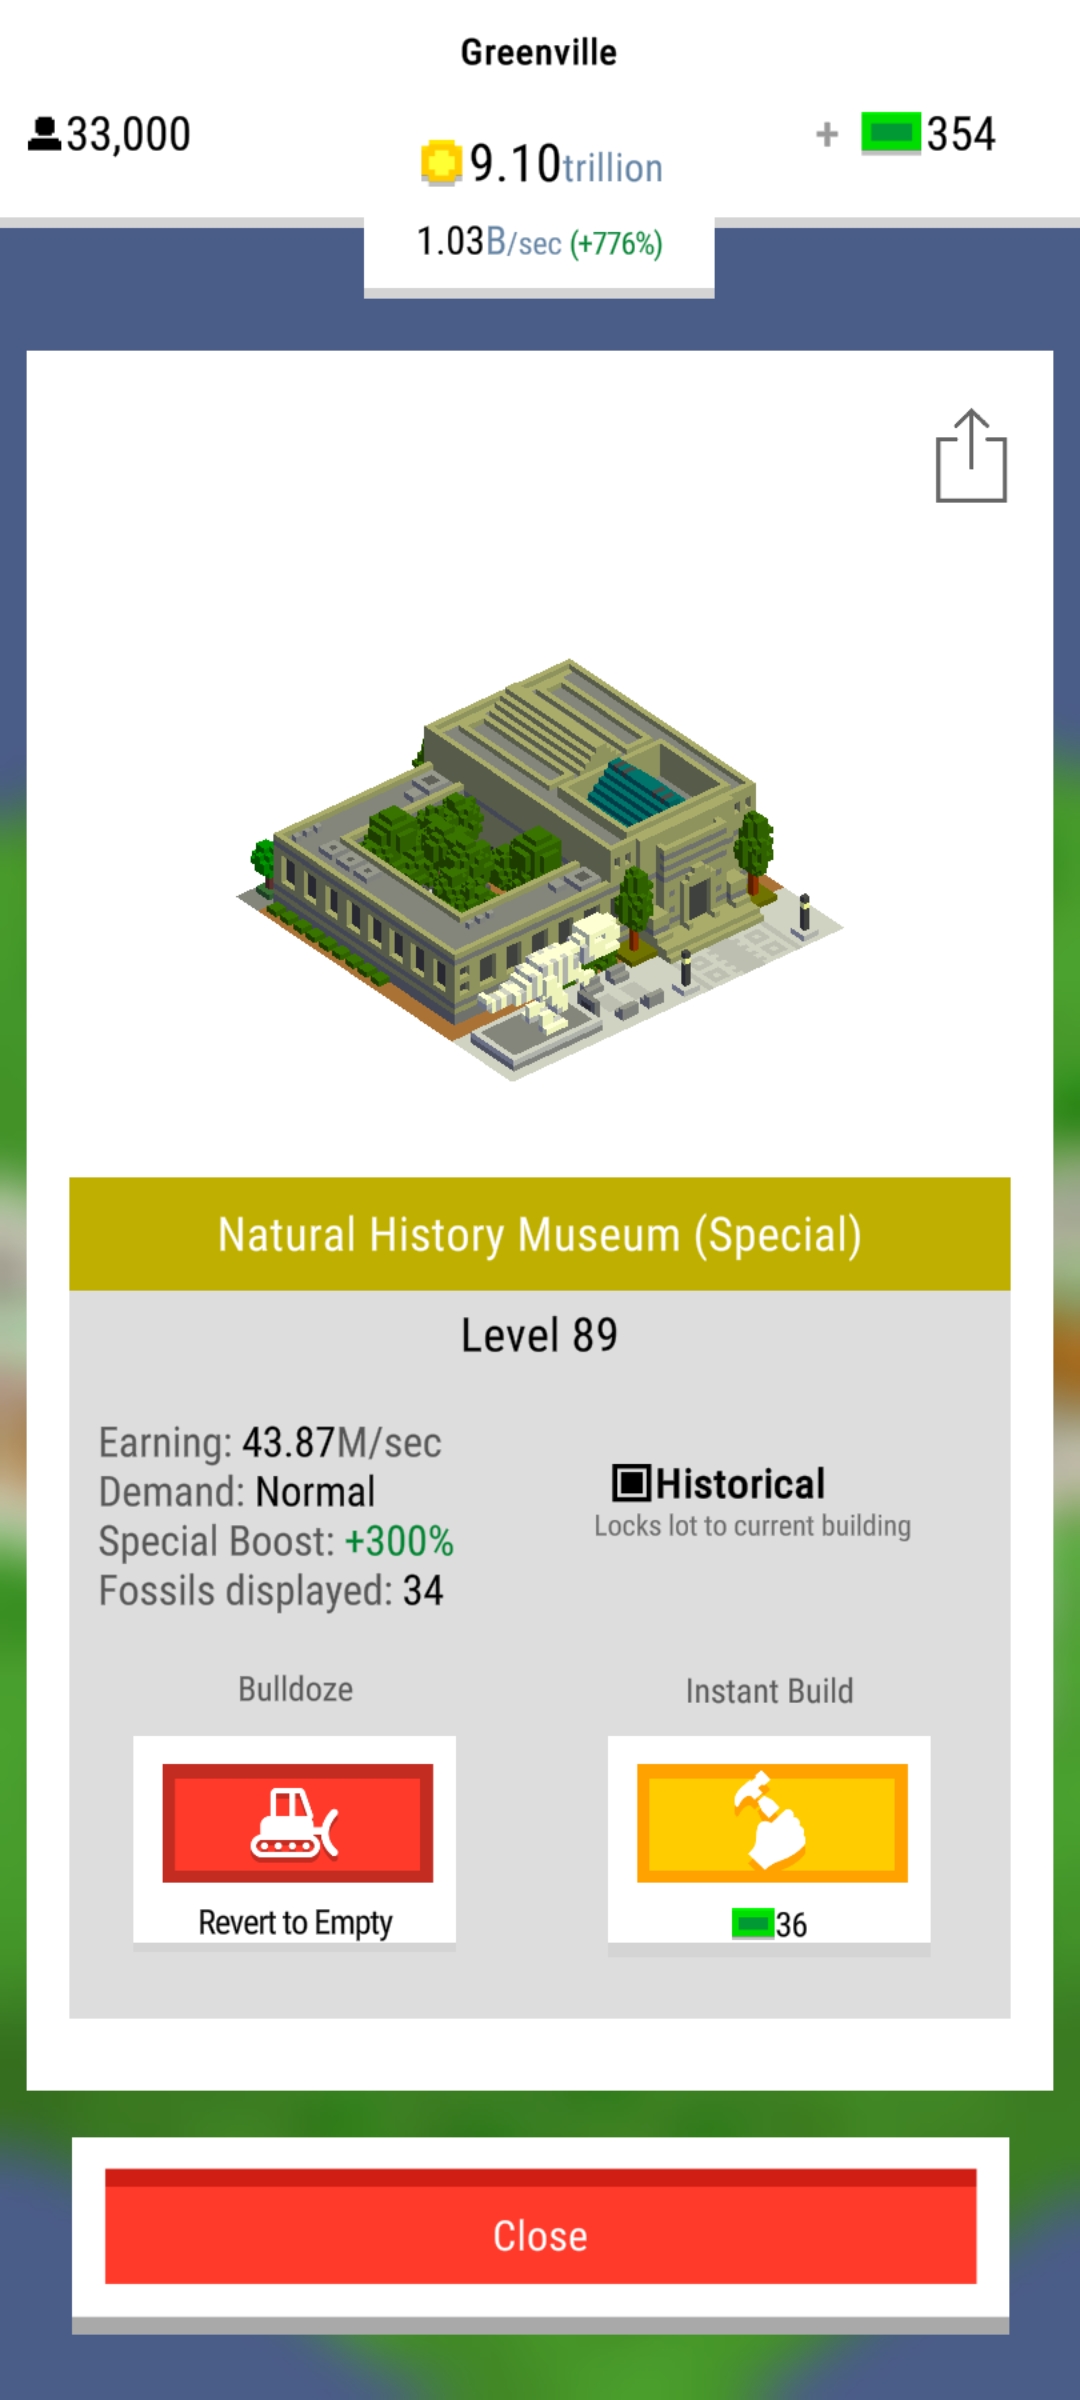 Greenville
33,000
9.10trillion
+ 354
1.03B/sec (+776%)
Natural History Museum (Special)
Level 89
Earning: 43.87M/sec
Demand: Normal
Special Boost: +300%
Fossils displayed: 34
Historical
Locks lot to current building
Bulldoze
Revert to Empty
Instant Build
36
Close